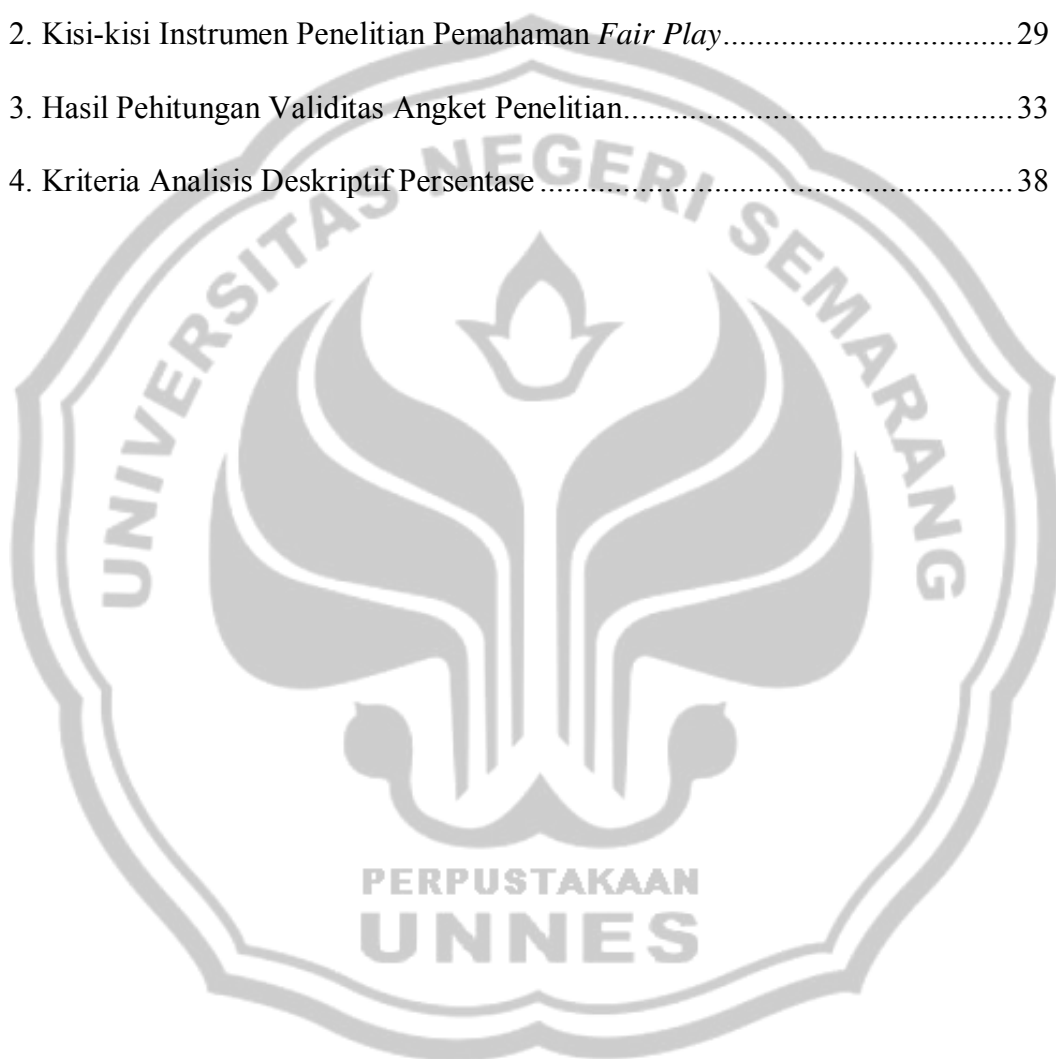 2. Kisi-kisi Instrumen Penelitian Pemahaman Fair Play.................................. 29
3. Hasil Pehitungan Validitas Angket Penelitian.............................................. 33
4. Kriteria Analisis Deskriptif Persentase ........................................................ 38
UNIVERSITAS NEGERI SEMARANG
PERPUSTAKAAN
UNNES